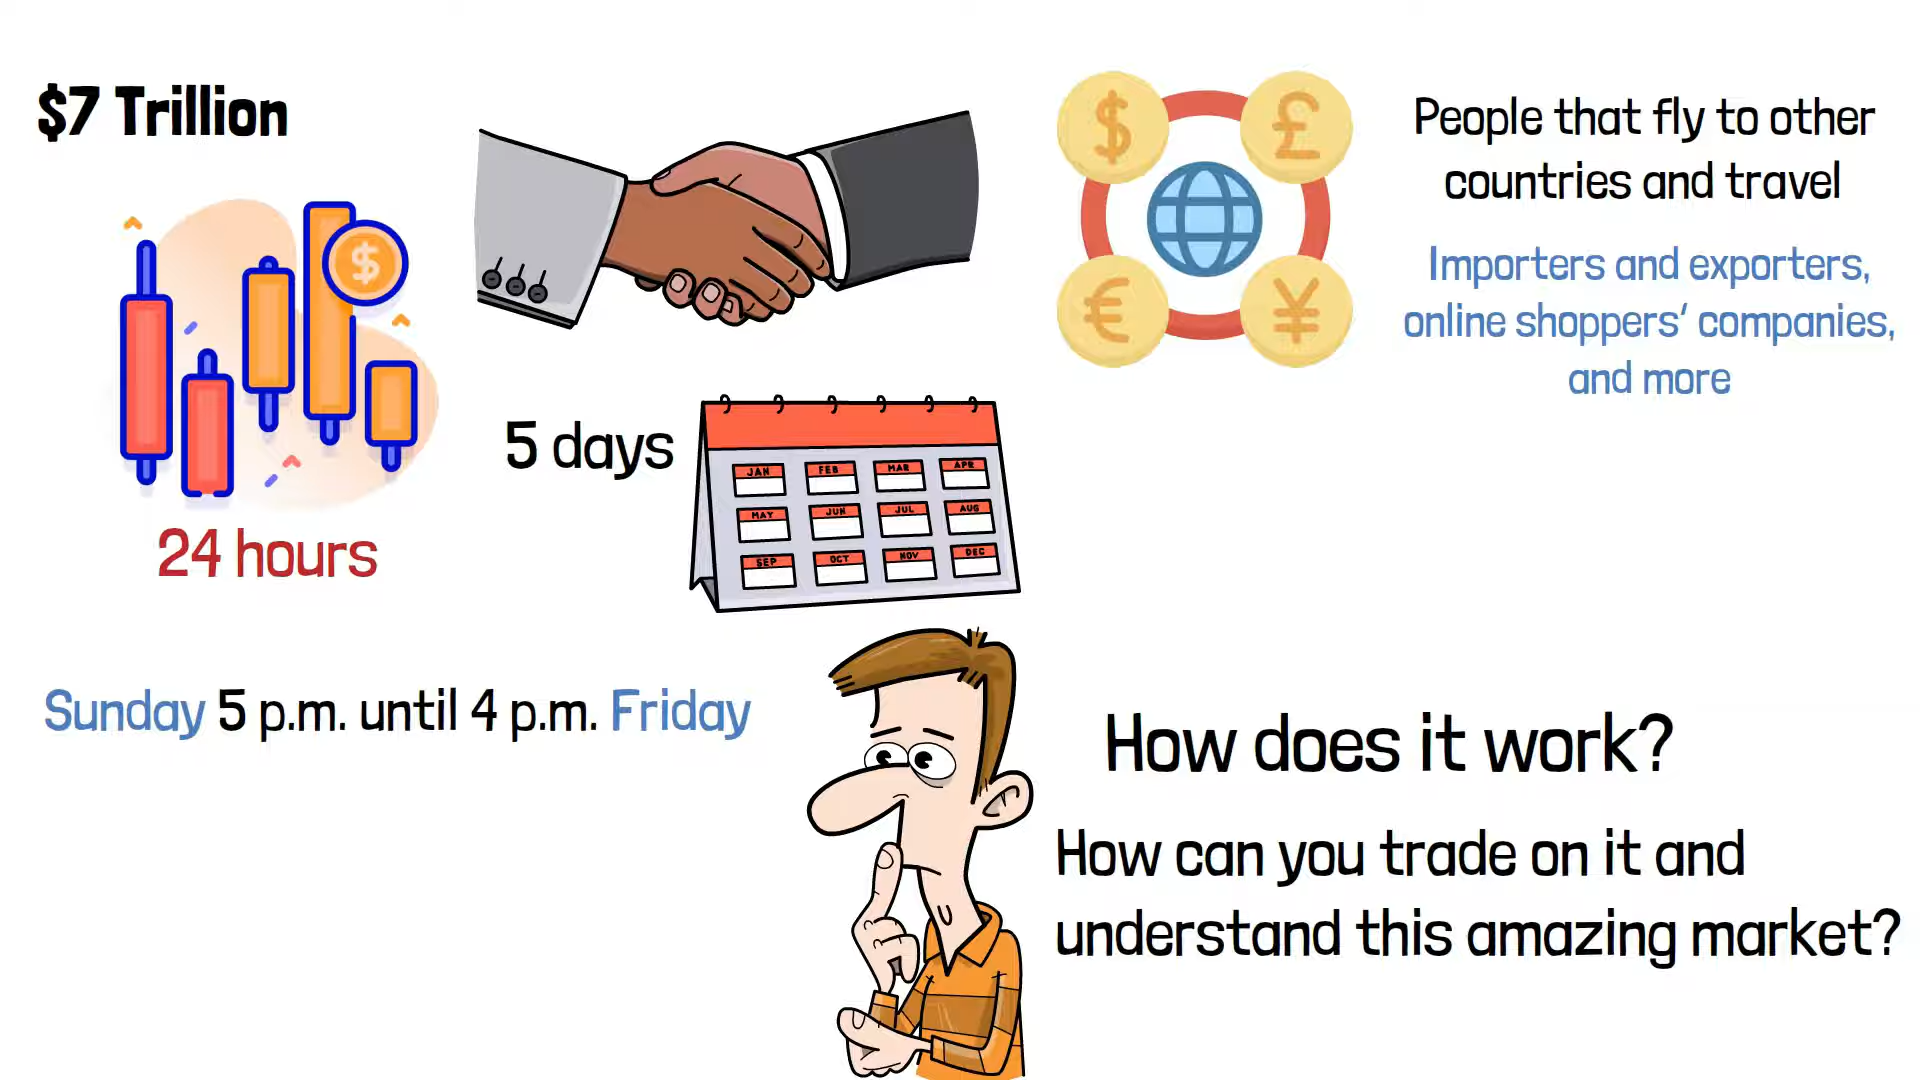 $7 Trillion
$
24 hours
5 days
JAN FEB MAR APR
MAY JUN JUL AUG
SEP OCT NOV DEC
$ £
€ ¥
People that fly to other
countries and travel
Importers and exporters,
online shoppers' companies,
and more
Sunday 5 p.m. until 4 p.m. Friday
How does it work?
How can you trade on it and
understand this amazing market?